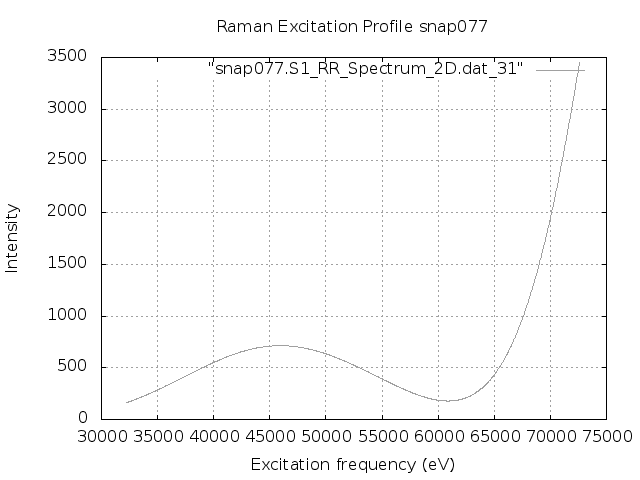 Raman Excitation Profile snap077
"snap077.S1_RR_Spectrum_2D.dat_31"
3500
3000
2500
2000
1500
1000
500
0
Intensity
30000 35000 40000 45000 50000 55000 60000 65000 70000 75000
Excitation frequency (eV)